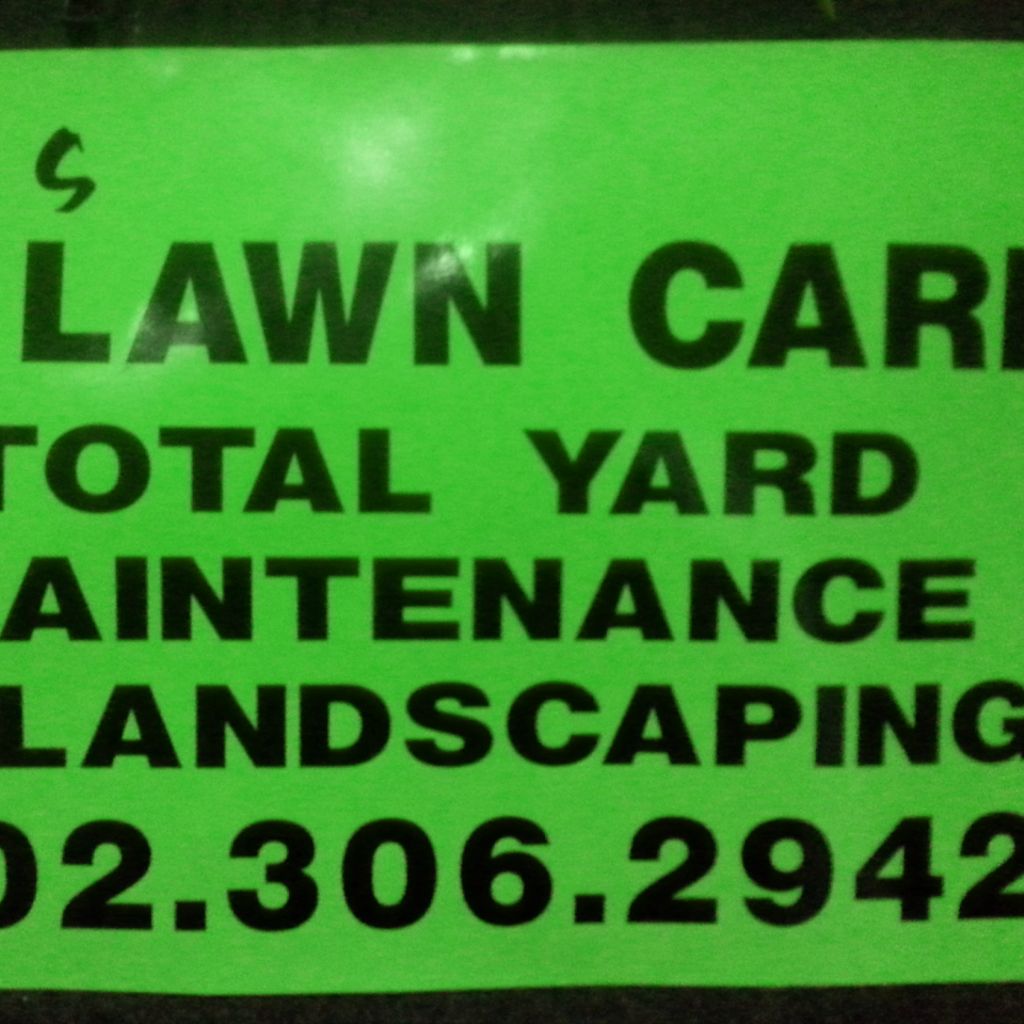 S
LAWN CAR
TOTAL YARD
AINTENANCE
LANDSCAPING
02.306.2942